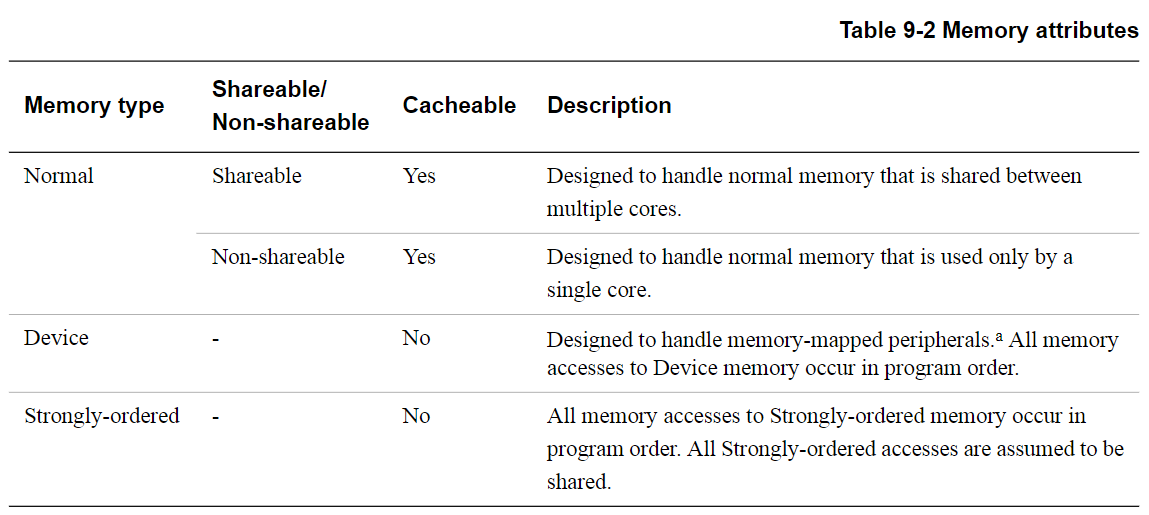 Table 9-2 Memory attributes
Memory type
Shareable/
Non-shareable
Cacheable
Description
Normal
Shareable
Yes
Designed to handle normal memory that is shared between
multiple cores.
Non-shareable
Yes
Designed to handle normal memory that is used only by a
single core.
Device
-
No
Designed to handle memory-mapped peripherals.ᵃ All memory
accesses to Device memory occur in program order.
Strongly-ordered
-
No
All memory accesses to Strongly-ordered memory occur in
program order. All Strongly-ordered accesses are assumed to be
shared.